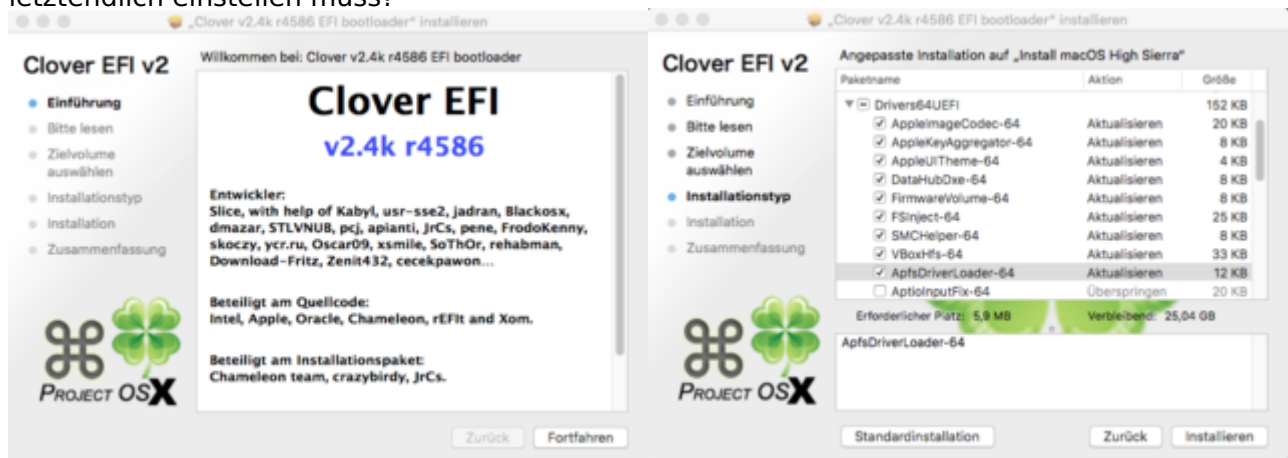 letztendlich einstellen muss?
„Clover v2.4k r4586 EFI bootloader“ installieren
Clover EFI v2
Willkommen bei: Clover v2.4k r4586 EFI bootloader
Einführung
Bitte lesen
Zielvolume
auswählen
Installationstyp
Installation
Zusammenfassung
Clover EFI
v2.4k r4586
Entwickler:
Slice, with help of Kabyl, usr-sse2, jadran, Blackosx,
dmazar, STLVNUB, pcj, apianti, JrCs, pene, FrodoKenny,
skoczy, ycr.ru, Oscar09, xsmile, SoThOr, rehabman,
Download-Fritz, Zenit432, cecekpawon...
Beteiligt am Quellcode:
Intel, Apple, Oracle, Chameleon, rEFIt and Xom.
Beteiligt am Installationspaket:
Chameleon team, crazybirdy, JrCs.
PROJECT OSX
Zurück Fortfahren
„Clover v2.4k r4586 EFI bootloader“ installieren
Clover EFI v2
Angepasste Installation auf „Install macOS High Sierra“
Einführung
Bitte lesen
Zielvolume
auswählen
Installationstyp
Installation
Zusammenfassung
Paketname Aktion Größe
Drivers64UEFI 152 KB
AppleImageCodec-64 Aktualisieren 20 KB
AppleKeyAggregator-64 Aktualisieren 8 KB
AppleUITheme-64 Aktualisieren 4 KB
DataHubDxe-64 Aktualisieren 8 KB
FirmwareVolume-64 Aktualisieren 8 KB
FSInject-64 Aktualisieren 25 KB
SMCHelper-64 Aktualisieren 8 KB
VBoxHfs-64 Aktualisieren 33 KB
ApfsDriverLoader-64 Aktualisieren 12 KB
AptioInputFix-64 Überspringen 20 KB
Erforderlicher Platz: 5,9 MB Verbleibend: 25,04 GB
ApfsDriverLoader-64
PROJECT OSX
Standardinstallation Zurück Installieren